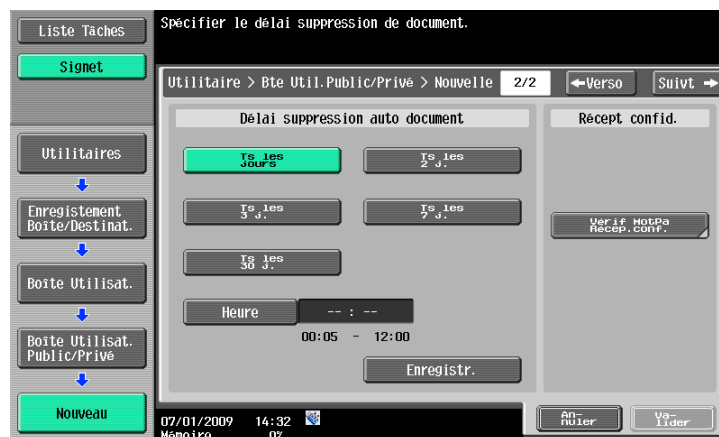 Liste Tâches
Signet
Spécifier le délai suppression de document.
Utilitaire > Bte Util.Public/Privé > Nouvelle 2/2 ←Verso Suivt →
Délai suppression auto document
Récept confid.
Utilitaires
Enregistement
Boîte/Destinat.
Boîte Utilisat.
Boîte Utilisat.
Public/Privé
Nouveau
Ts les
Jours
Ts les
2 J.
Ts les
3 J.
Ts les
7 J.
Ts les
30 J.
Heure -- : --
00:05 - 12:00
Enregistr.
Vérif MotPa
Récep.conf.
07/01/2009 14:32
Mémoire 0%
An-
nuler
Va-
lider